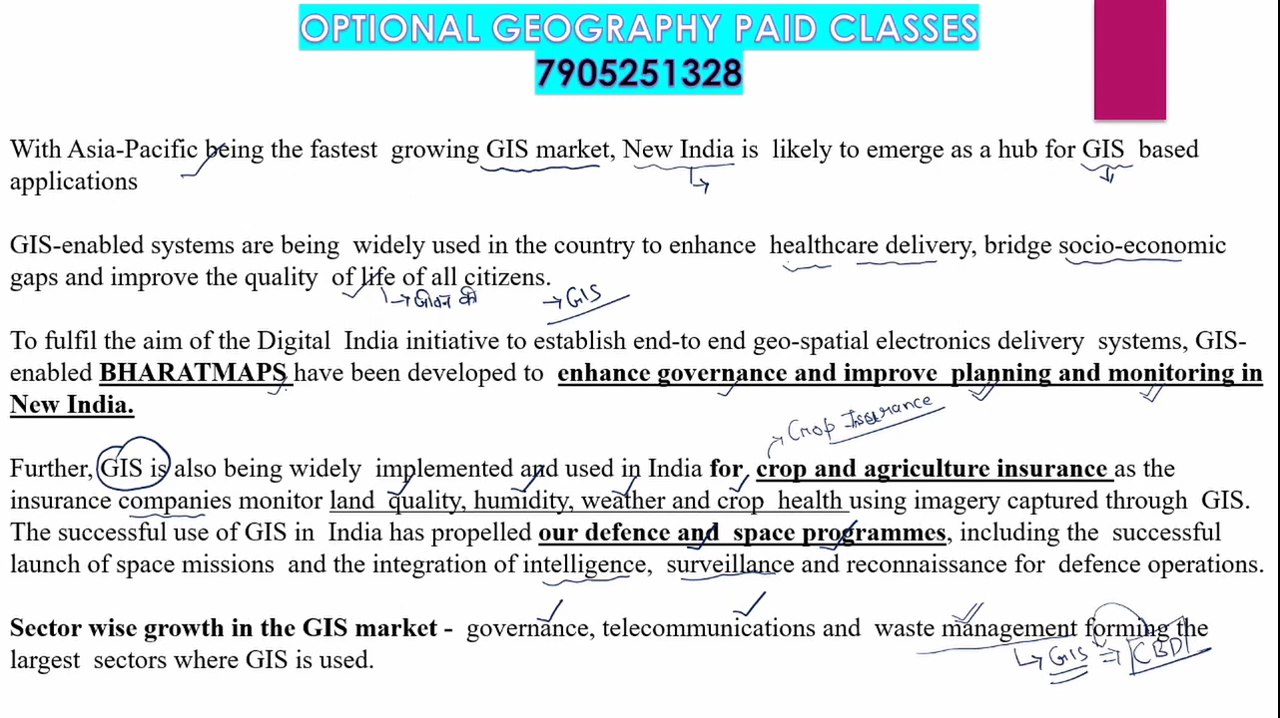 OPTIONAL GEOGRAPHY PAID CLASSES
7905251328
With Asia-Pacific being the fastest growing GIS market, New India is likely to emerge as a hub for GIS based
applications
GIS-enabled systems are being widely used in the country to enhance healthcare delivery, bridge socio-economic
gaps and improve the quality of life of all citizens.
→ जीवन की → GIS
To fulfil the aim of the Digital India initiative to establish end-to end geo-spatial electronics delivery systems, GIS-
enabled BHARATMAPS have been developed to enhance governance and improve planning and monitoring in
New India.
→ Crop Insurance
Further, GIS is also being widely implemented and used in India for crop and agriculture insurance as the
insurance companies monitor land quality, humidity, weather and crop health using imagery captured through GIS.
The successful use of GIS in India has propelled our defence and space programmes, including the successful
launch of space missions and the integration of intelligence, surveillance and reconnaissance for defence operations.
Sector wise growth in the GIS market - governance, telecommunications and waste management forming the
largest sectors where GIS is used.
→ GIS ⇒ CBD